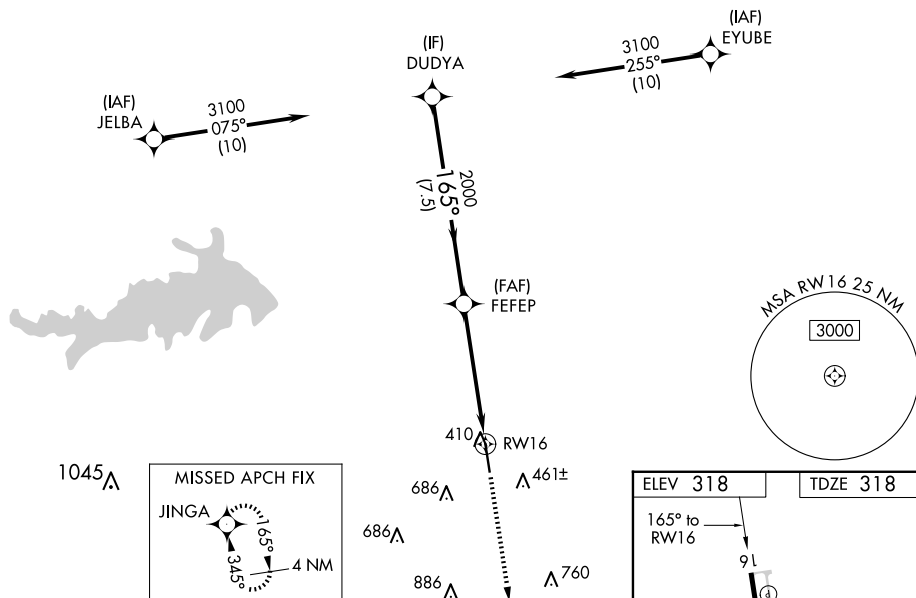 (IF)
DUDYA
(IAF)
EYUBE
3100
255°
(10)
(IAF)
JELBA
3100
075°
(10)
2000
165°
(7.5)
(FAF)
FEFEP
MSA RW16 25 NM
3000
410
RW16
1045
MISSED APCH FIX
JINGA
165°
345°
4 NM
686
461±
686
886
760
ELEV 318
TDZE 318
165° to
RW16
16
P